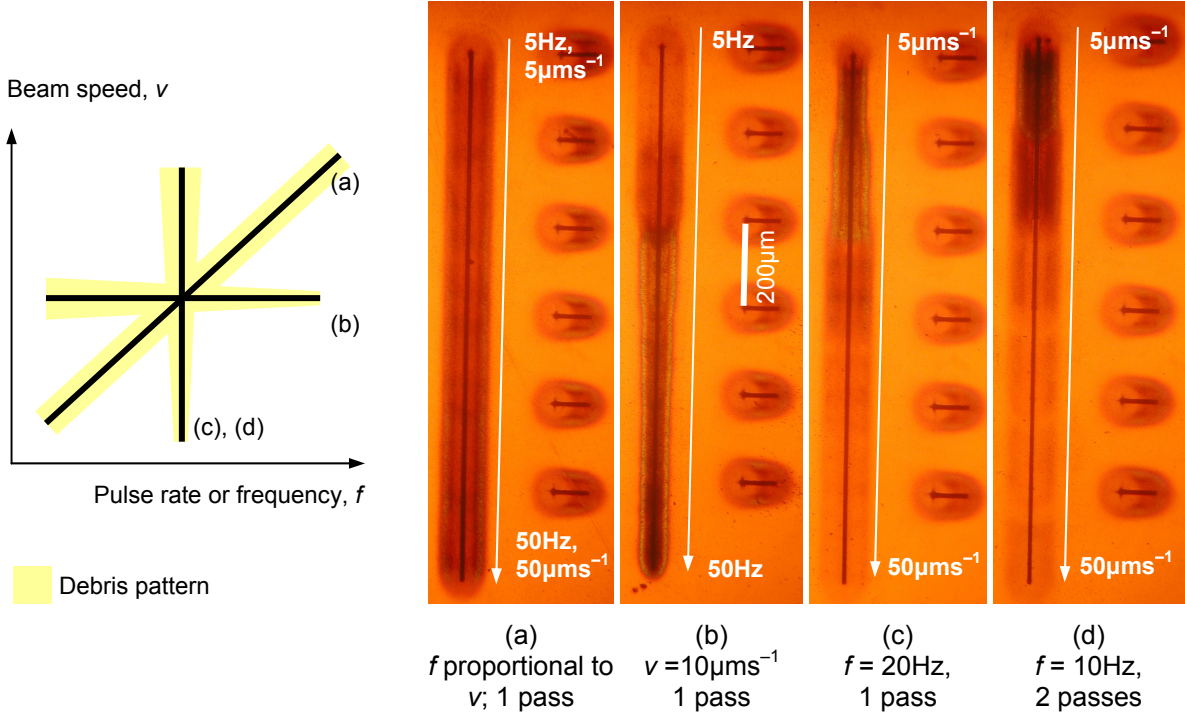 Beam speed, v
(a)
(b)
(c), (d)
Pulse rate or frequency, f
Debris pattern
5Hz,
5µms⁻¹
50Hz,
50µms⁻¹
5Hz
200µm
50Hz
5µms⁻¹
50µms⁻¹
5µms⁻¹
50µms⁻¹
(a)
f proportional to
v; 1 pass
(b)
v =10µms⁻¹
1 pass
(c)
f = 20Hz,
1 pass
(d)
f = 10Hz,
2 passes